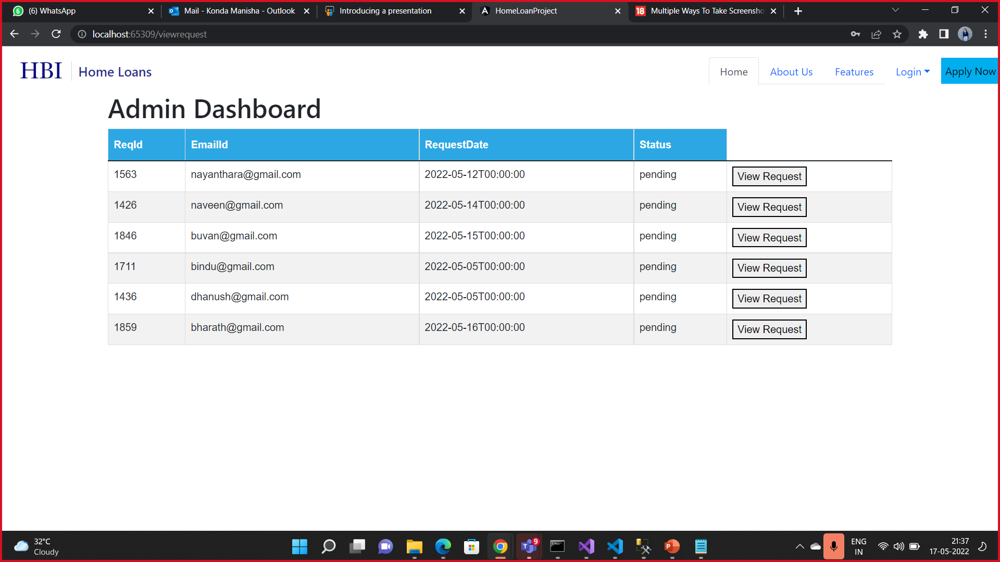 (6) WhatsApp
Mail - Konda Manisha - Outlook
Introducing a presentation
HomeLoanProject
18 Multiple Ways To Take Screensho
localhost:65309/viewrequest
HBI Home Loans
Home About Us Features Login Apply Now
Admin Dashboard
ReqId EmailId RequestDate Status
1563 nayanthara@gmail.com 2022-05-12T00:00:00 pending View Request
1426 naveen@gmail.com 2022-05-14T00:00:00 pending View Request
1846 buvan@gmail.com 2022-05-15T00:00:00 pending View Request
1711 bindu@gmail.com 2022-05-05T00:00:00 pending View Request
1436 dhanush@gmail.com 2022-05-05T00:00:00 pending View Request
1859 bharath@gmail.com 2022-05-16T00:00:00 pending View Request
32°C
Cloudy
9
ENG
IN
21:37
17-05-2022